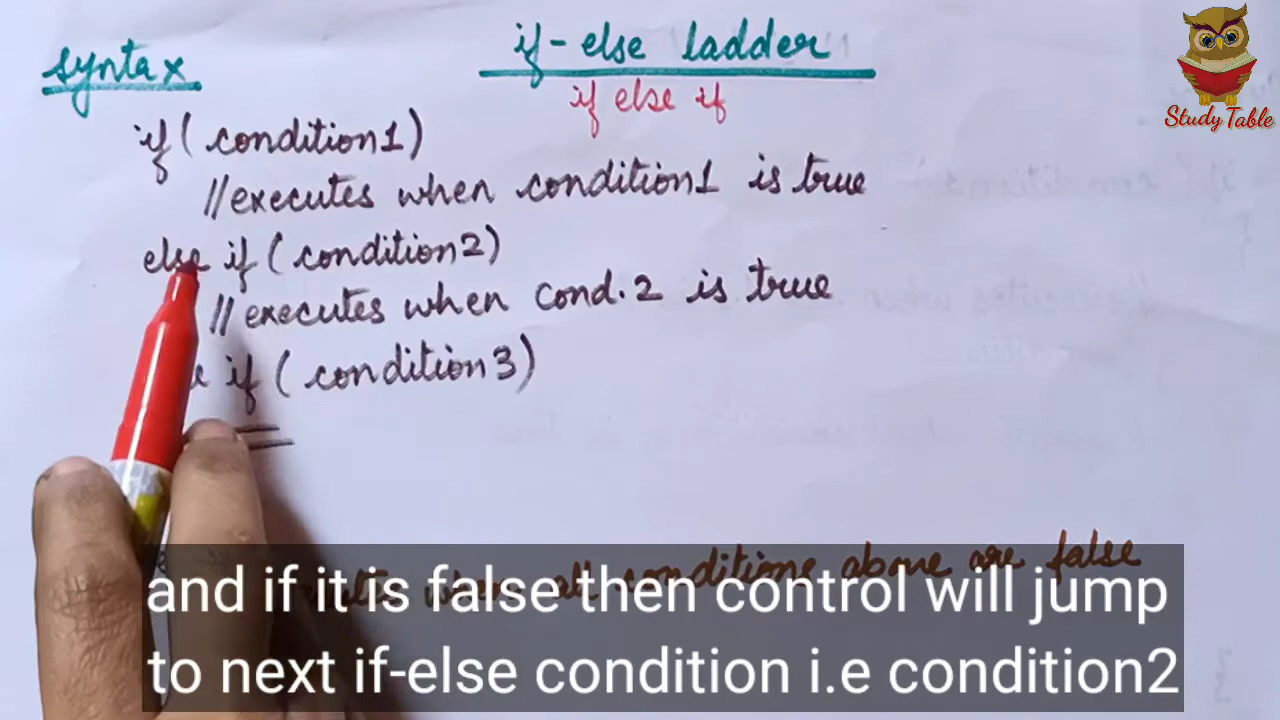 syntax
if-else ladder
if else if
Study Table
if ( condition1)
//executes when condition1 is true
else if ( condition2)
// executes when cond. 2 is true
if ( condition3)
when all conditions above are false
and if it is false then control will jump
to next if-else condition i.e condition2